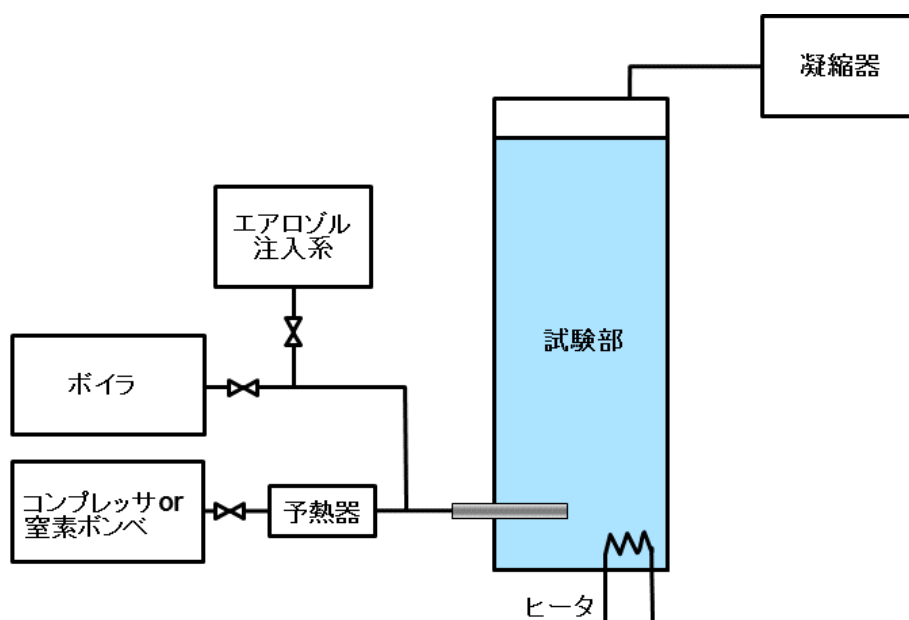 凝縮器
エアロゾル
注入系
試験部
ボイラ
コンプレッサor
窒素ボンベ
予熱器
ヒータ